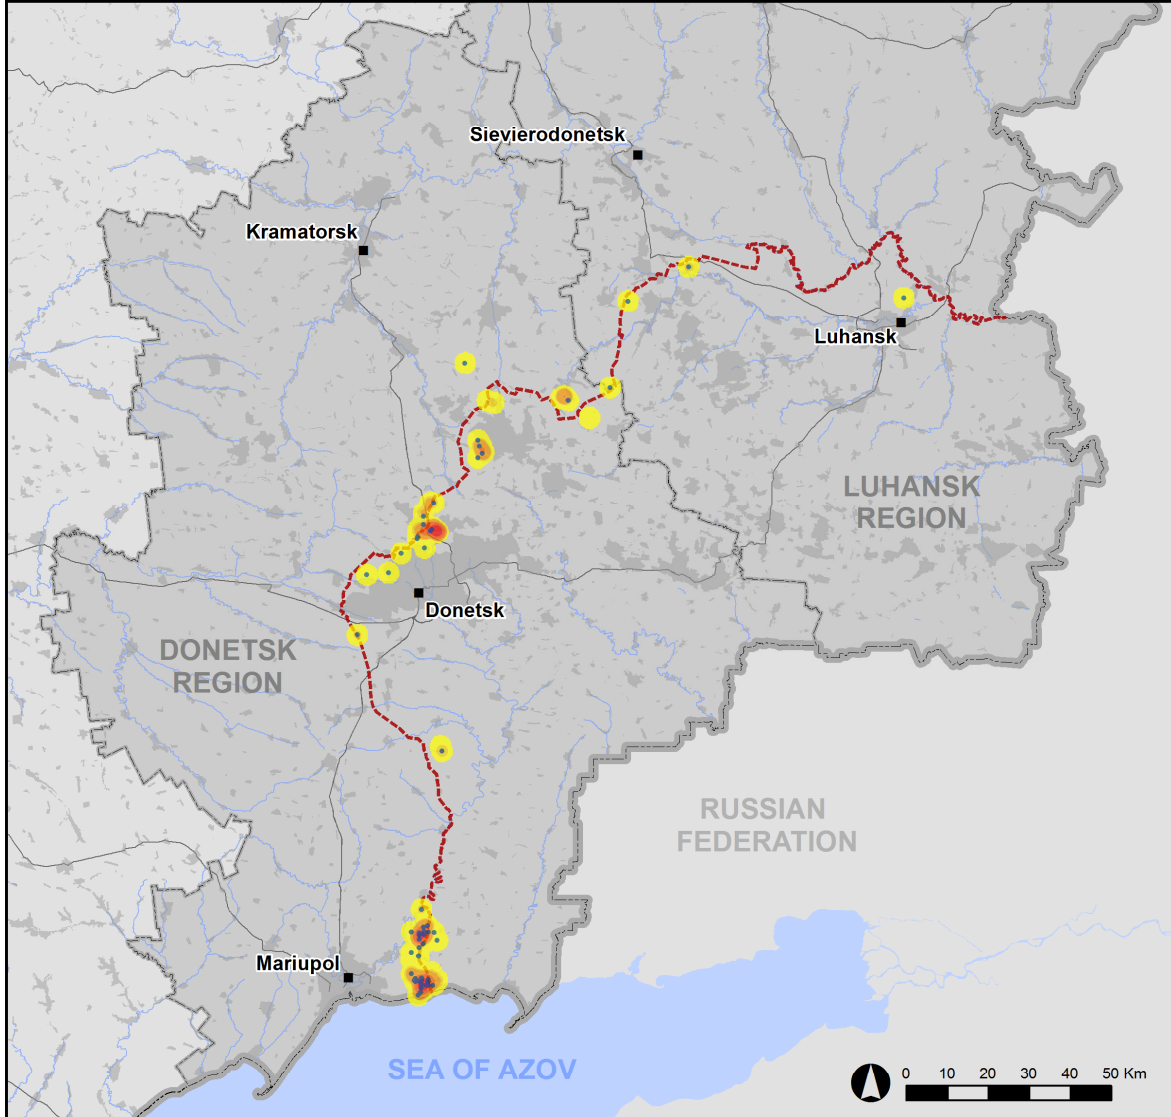 Sievierodonetsk
Kramatorsk
Luhansk
LUHANSK
REGION
Donetsk
DONETSK
REGION
RUSSIAN
FEDERATION
Mariupol
SEA OF AZOV
0 10 20 30 40 50 Km